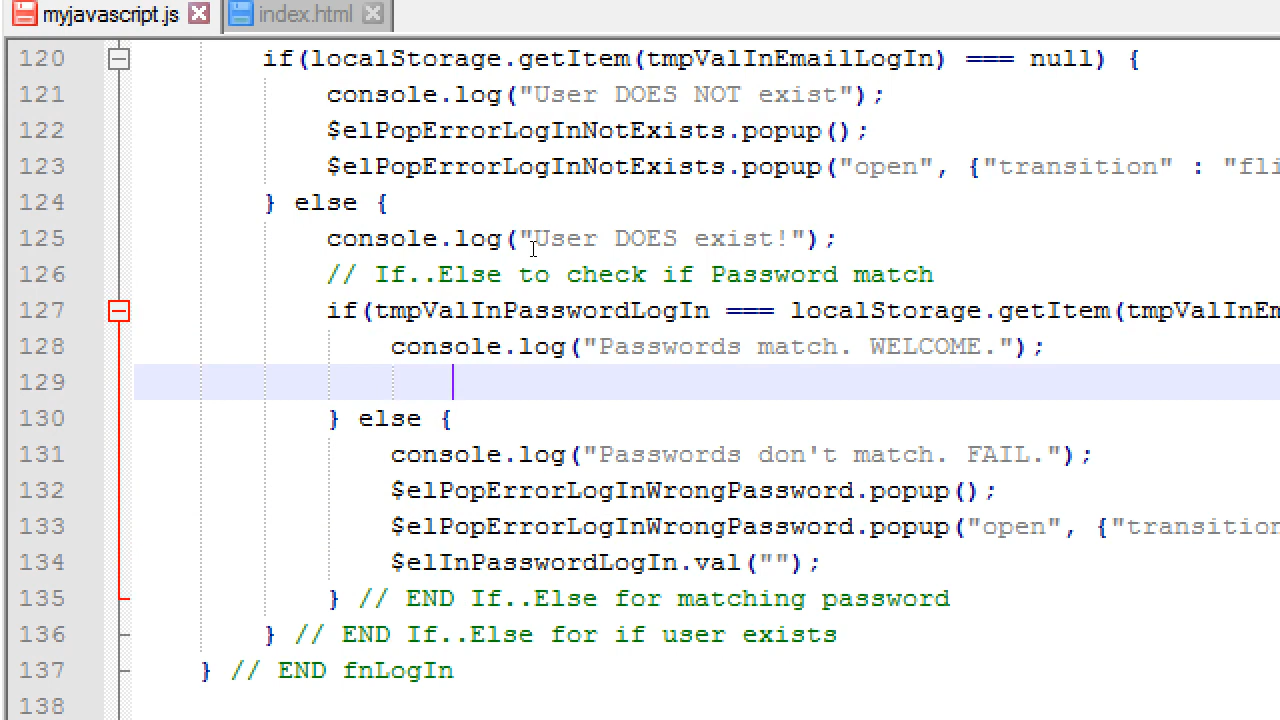 myjavascript.js index.html
120 if(localStorage.getItem(tmpValInEmailLogIn) === null) {
121 console.log("User DOES NOT exist");
122 $elPopErrorLogInNotExists.popup();
123 $elPopErrorLogInNotExists.popup("open", {"transition" : "fli
124 } else {
125 console.log("User DOES exist!");
126 // If..Else to check if Password match
127 if(tmpValInPasswordLogIn === localStorage.getItem(tmpValInEm
128 console.log("Passwords match. WELCOME.");
129
130 } else {
131 console.log("Passwords don't match. FAIL.");
132 $elPopErrorLogInWrongPassword.popup();
133 $elPopErrorLogInWrongPassword.popup("open", {"transition
134 $elInPasswordLogIn.val("");
135 } // END If..Else for matching password
136 } // END If..Else for if user exists
137 } // END fnLogIn
138